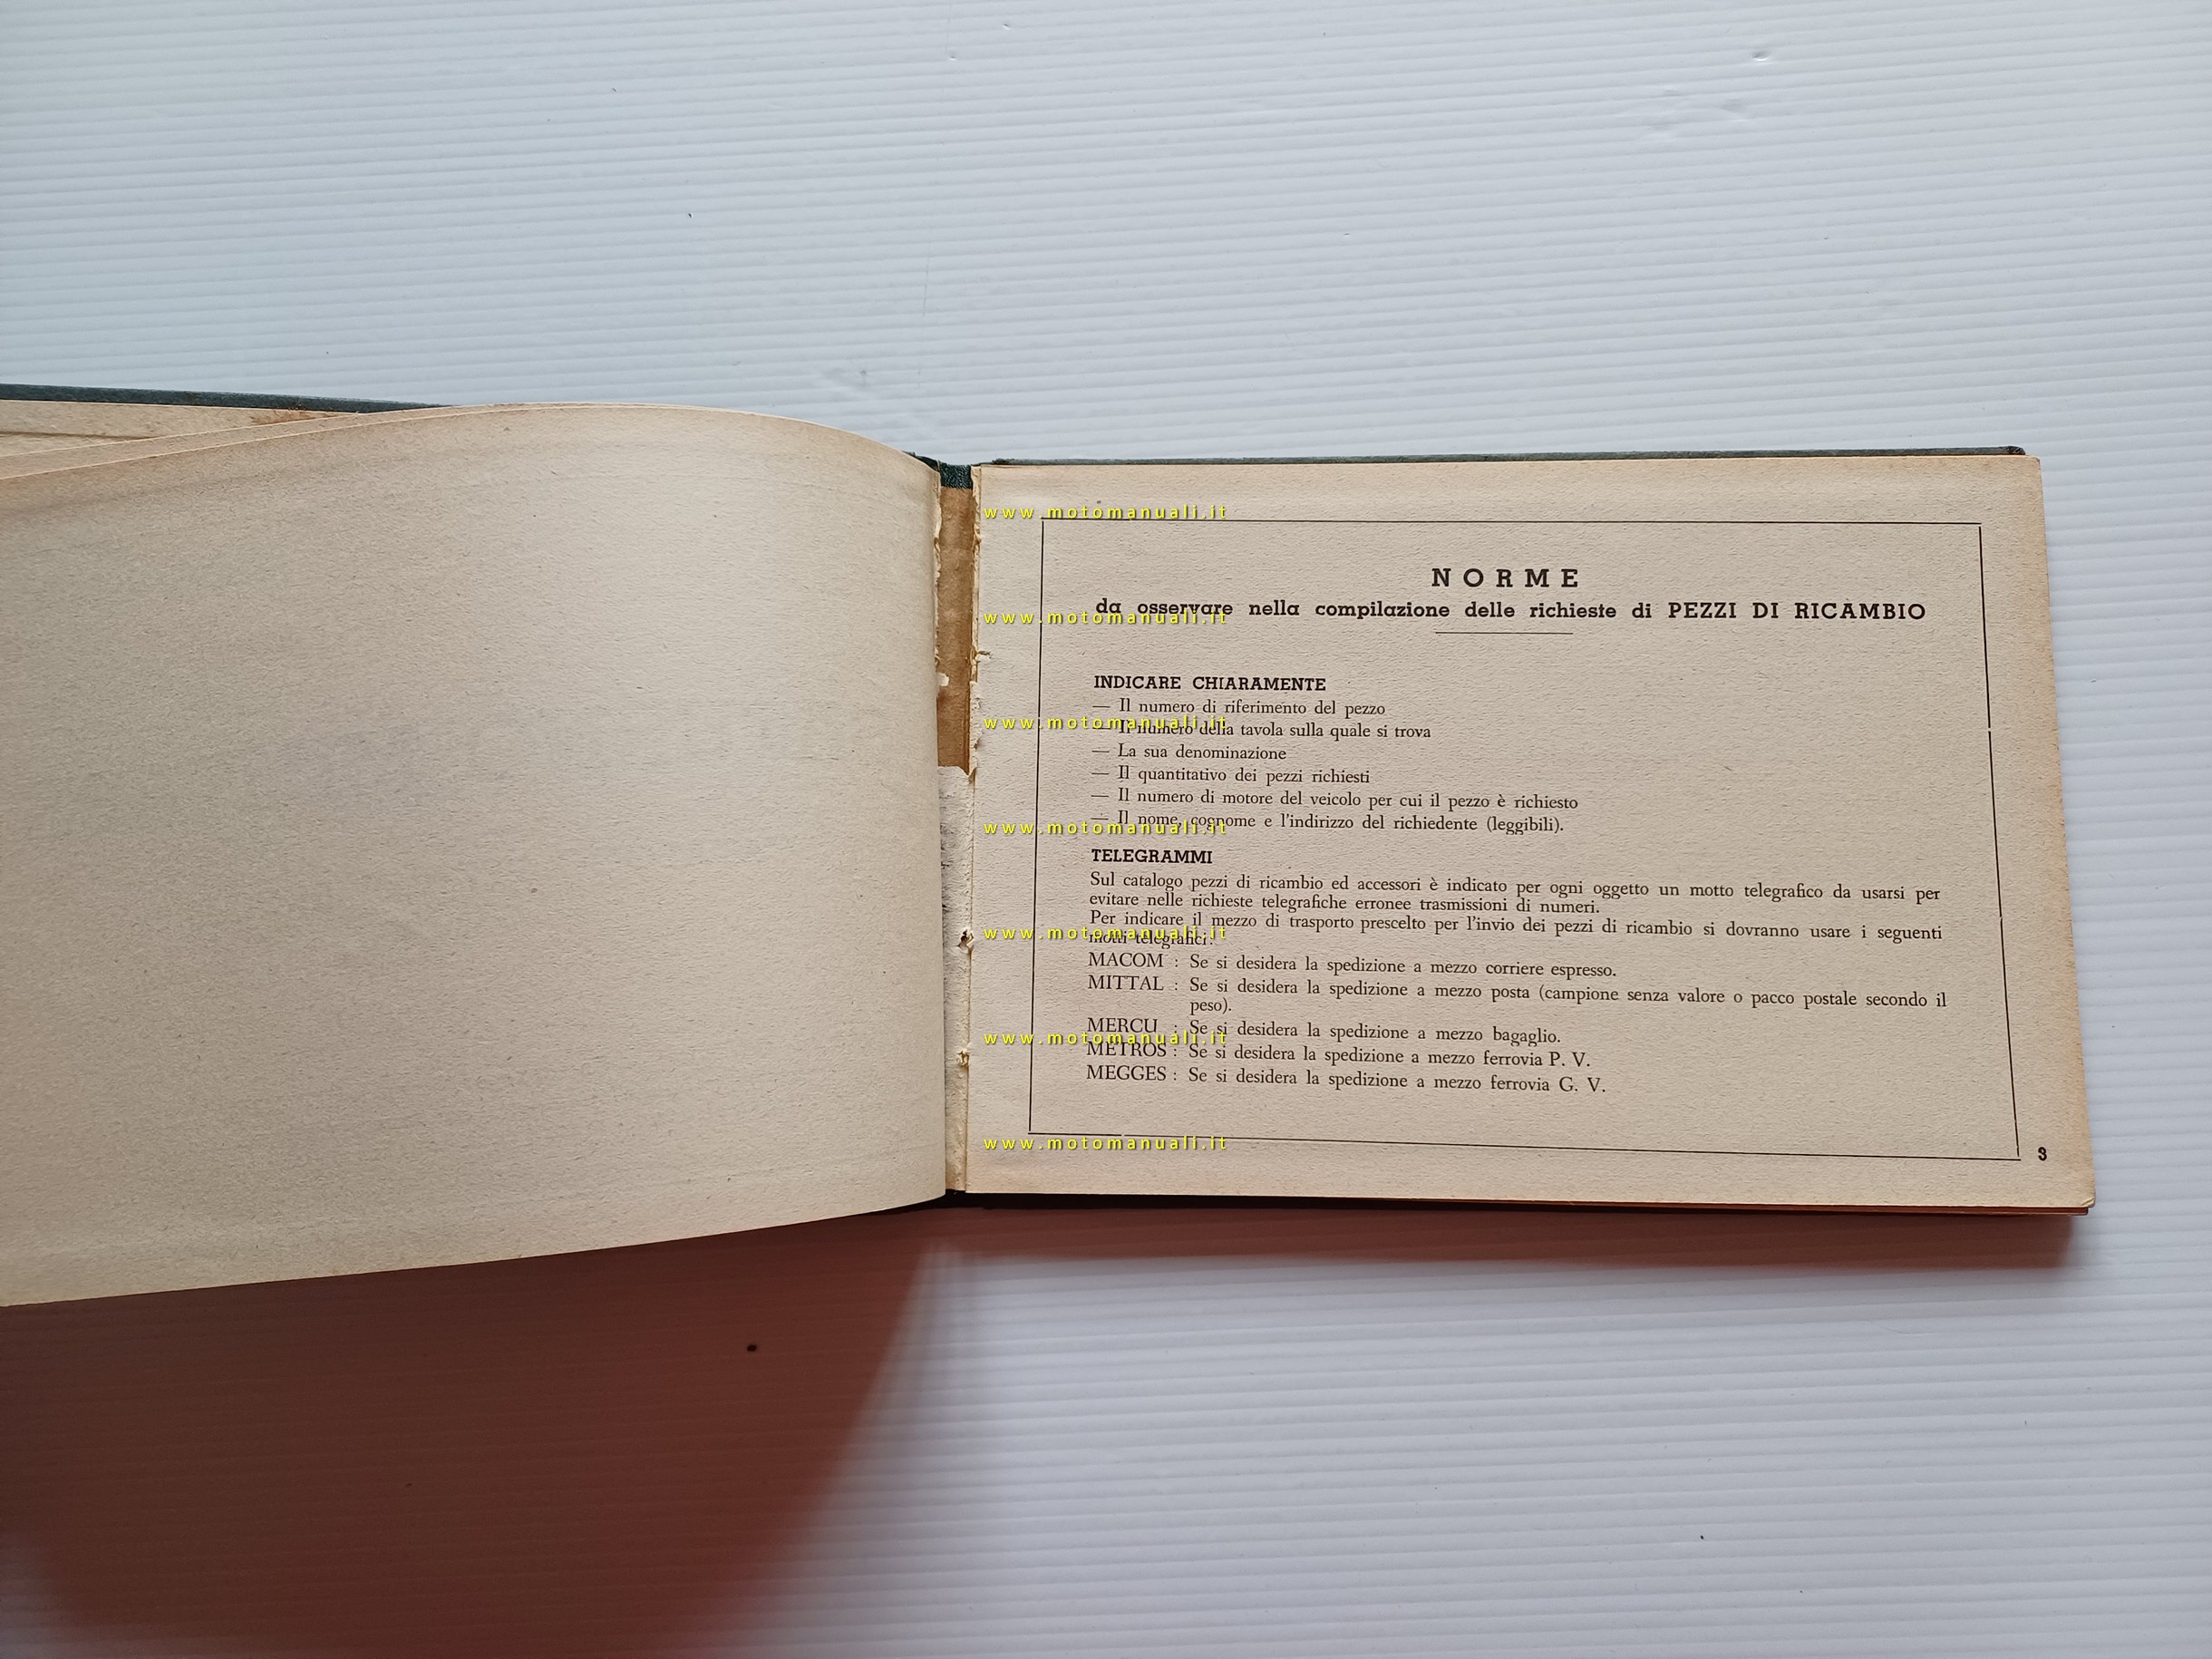 www.motomanuali.it
NORME
da osservare nella compilazione delle richieste di PEZZI DI RICAMBIO
www.motomanuali.it
INDICARE CHIARAMENTE
— Il numero di riferimento del pezzo
— Il numero della tavola sulla quale si trova
www.motomanuali.it
— La sua denominazione
— Il quantitativo dei pezzi richiesti
— Il numero di motore del veicolo per cui il pezzo è richiesto
— Il nome, cognome e l'indirizzo del richiedente (leggibili).
www.motomanuali.it
TELEGRAMMI
Sul catalogo pezzi di ricambio ed accessori è indicato per ogni oggetto un motto telegrafico da usarsi per
evitare nelle richieste telegrafiche erronee trasmissioni di numeri.
Per indicare il mezzo di trasporto prescelto per l'invio dei pezzi di ricambio si dovranno usare i seguenti
motti telegrafici:
www.motomanuali.it
MACOM : Se si desidera la spedizione a mezzo corriere espresso.
MITTAL : Se si desidera la spedizione a mezzo posta (campione senza valore o pacco postale secondo il
peso).
MERCU : Se si desidera la spedizione a mezzo bagaglio.
www.motomanuali.it
METROS : Se si desidera la spedizione a mezzo ferrovia P. V.
MEGGES : Se si desidera la spedizione a mezzo ferrovia G. V.
www.motomanuali.it
3